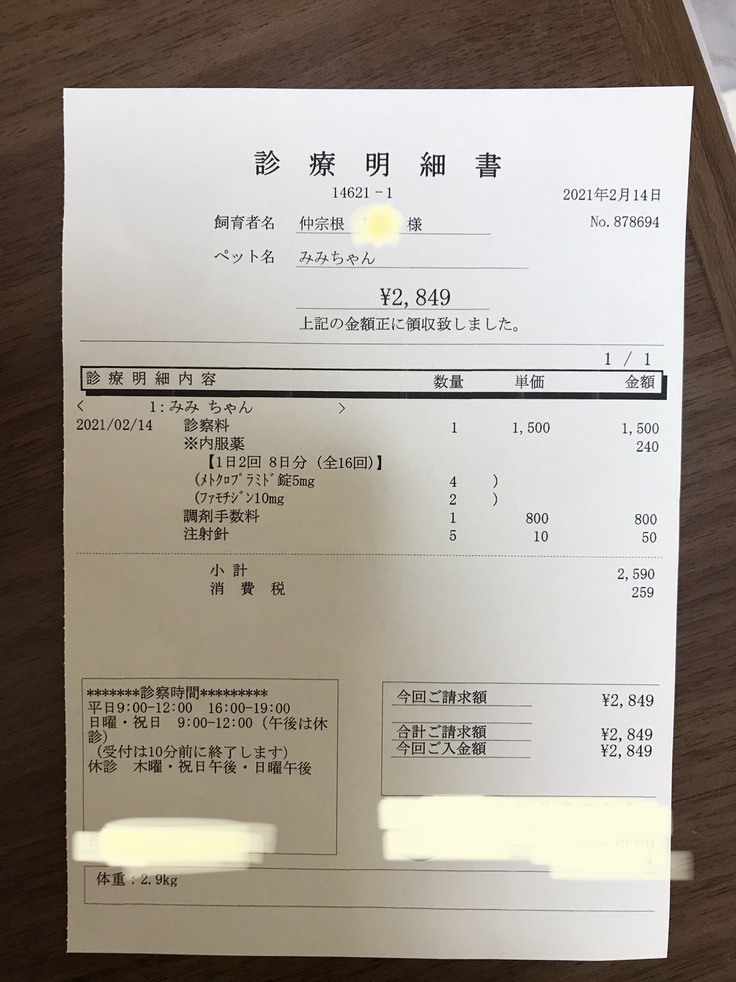 診療明細書
14621-1
2021年2月14日
飼育者名 仲宗根 様
No.878694
ペット名 みみちゃん
¥2,849
上記の金額正に領収致しました。
1 / 1
診療明細内容 数量 単価 金額
< 1:みみ ちゃん >
2021/02/14 診察料 1 1,500 1,500
※内服薬 240
【1日2回 8日分（全16回）】
(ﾒﾄｸﾛﾌﾟﾗﾐﾄﾞ錠5mg 4 )
(ﾌｧﾓﾁｼﾞﾝ10mg 2 )
調剤手数料 1 800 800
注射針 5 10 50
小計 2,590
消費税 259
*******診察時間*********
平日9:00-12:00 16:00-19:00
日曜・祝日 9:00-12:00（午後は休
診）
（受付は10分前に終了します）
休診 木曜・祝日午後・日曜午後
今回ご請求額 ¥2,849
合計ご請求額 ¥2,849
今回ご入金額 ¥2,849
体重：2.9kg